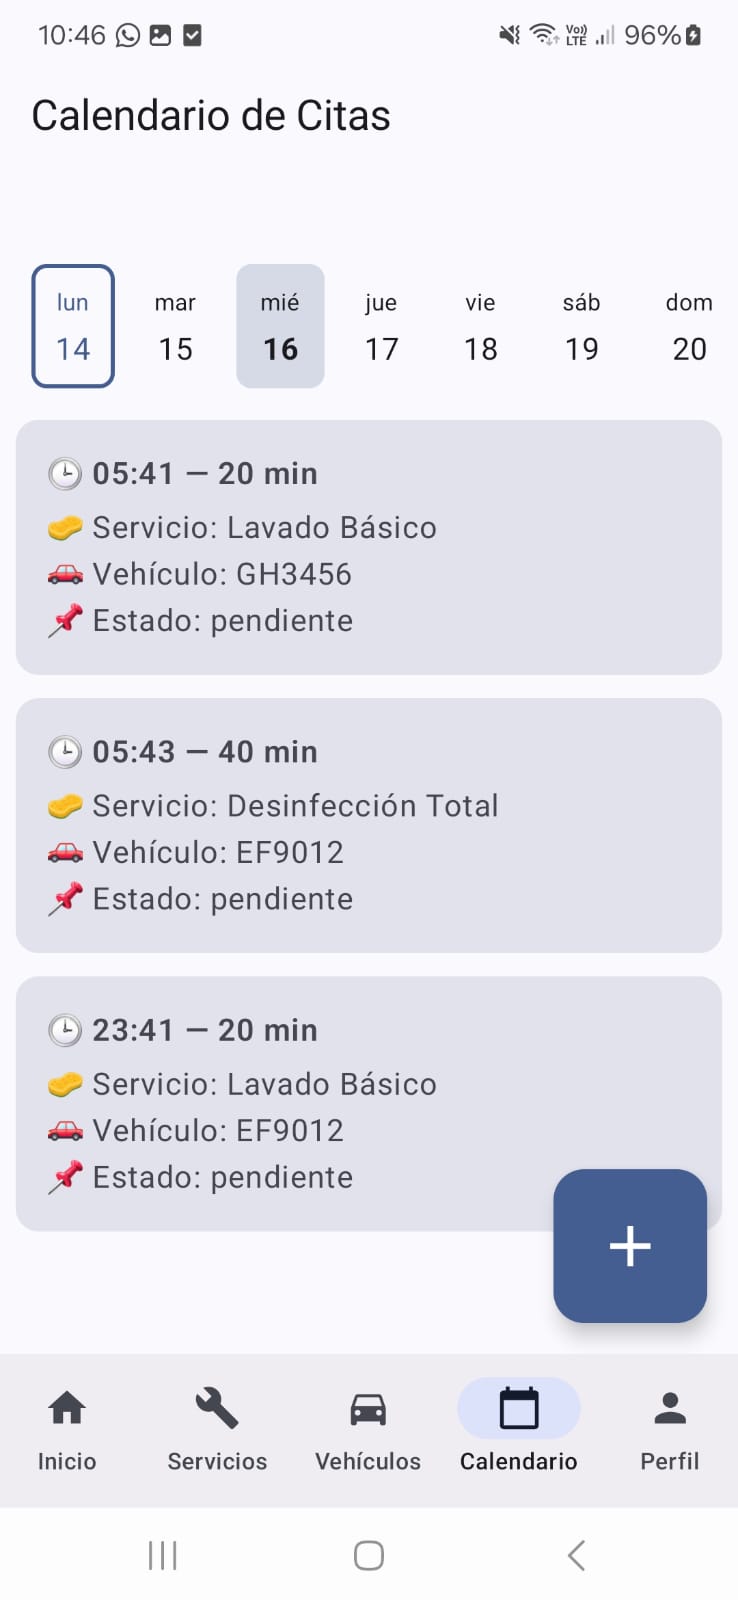 10:46
Vo)) LTE 96%
Calendario de Citas
lun mar mié jue vie sáb dom
14 15 16 17 18 19 20
05:41 — 20 min
Servicio: Lavado Básico
Vehículo: GH3456
Estado: pendiente
05:43 — 40 min
Servicio: Desinfección Total
Vehículo: EF9012
Estado: pendiente
23:41 — 20 min
Servicio: Lavado Básico
Vehículo: EF9012
Estado: pendiente
+
Inicio Servicios Vehículos Calendario Perfil